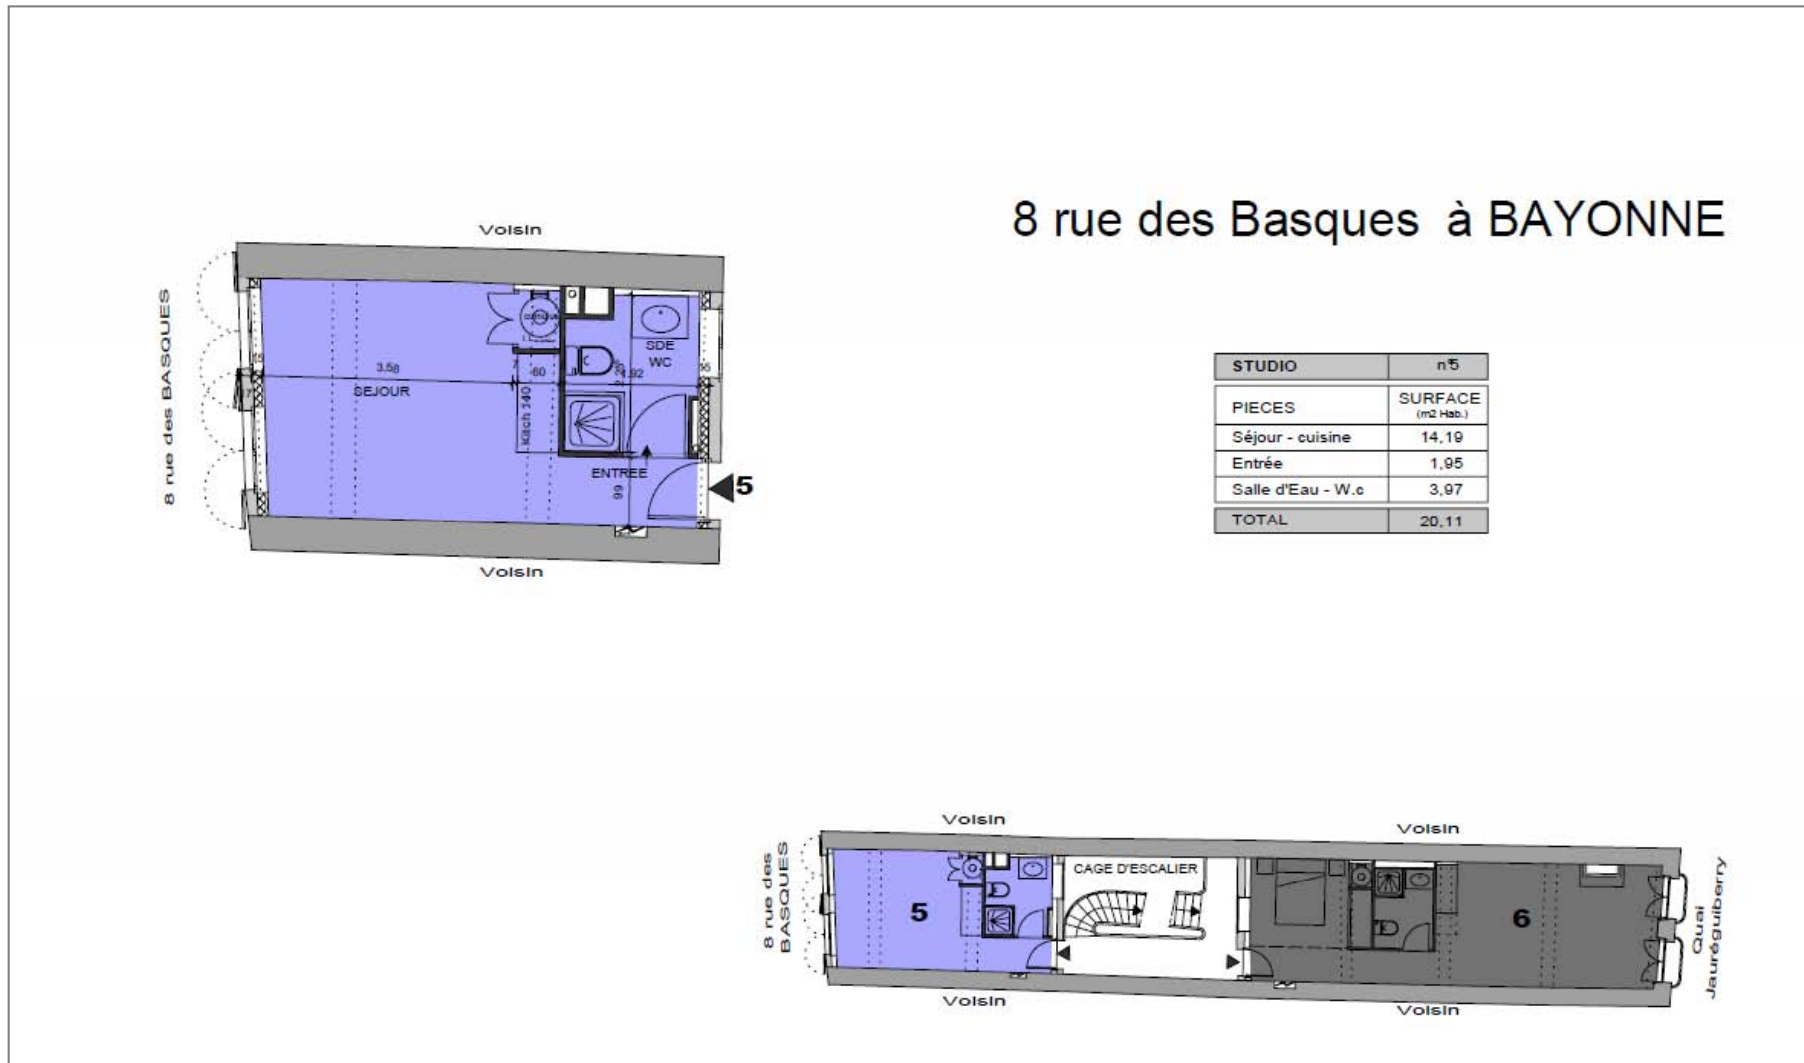 8 rue des Basques à BAYONNE
Voisin
8 rue des BASQUES
3.58
SEJOUR
60
Kitch 140
SDE
WC
ENTREE
99
5
Voisin
STUDIO n°5
PIECES SURFACE
(m2 Hab.)
Séjour - cuisine 14,19
Entrée 1,95
Salle d'Eau - W.c 3,97
TOTAL 20,11
Voisin
Voisin
8 rue des
BASQUES
5
CAGE D'ESCALIER
6
Quai
Jauréguiberry
Voisin
Voisin